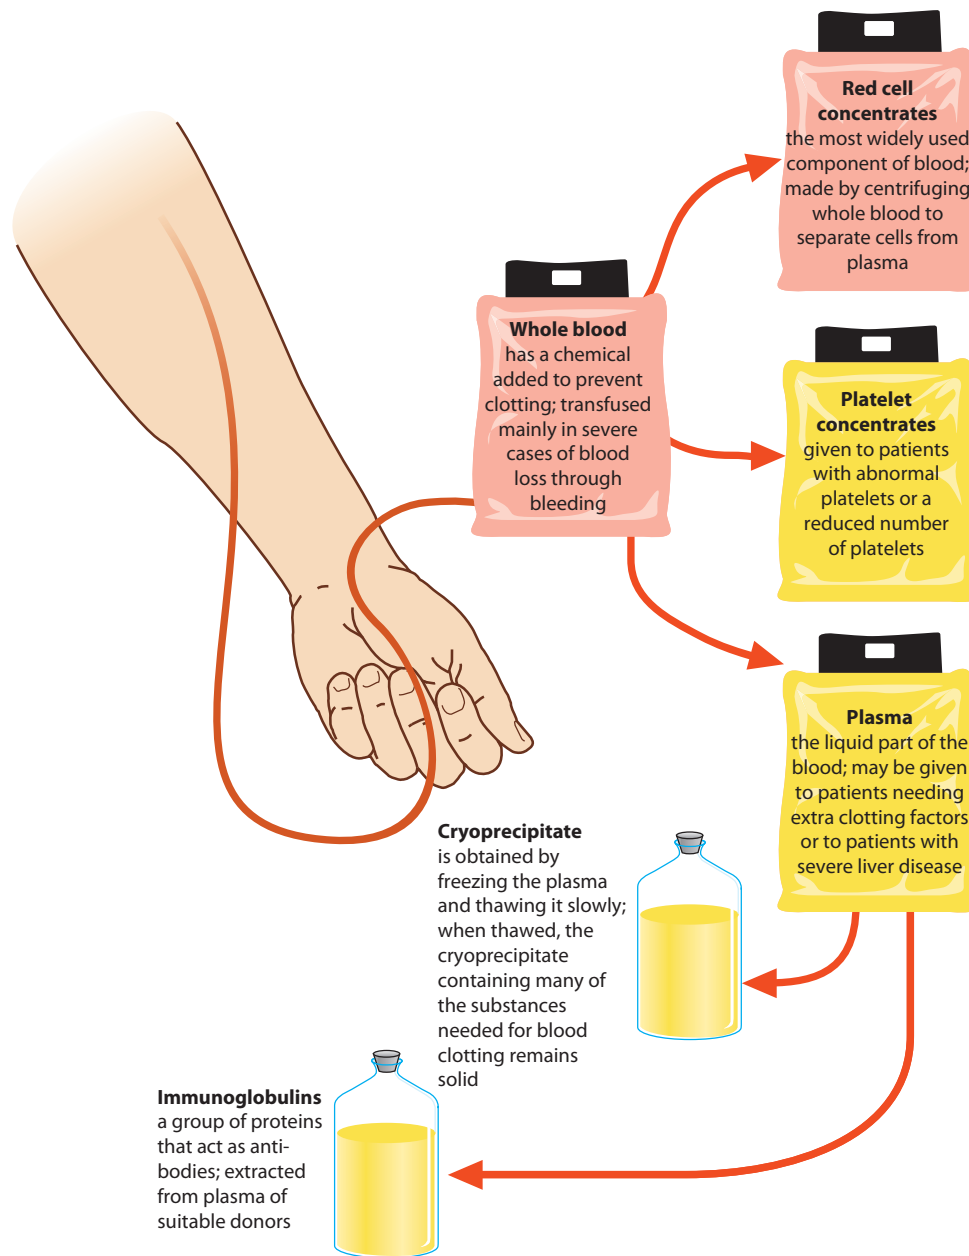 Red cell
concentrates
the most widely used
component of blood;
made by centrifuging
whole blood to
separate cells from
plasma
Whole blood
has a chemical
added to prevent
clotting; transfused
mainly in severe
cases of blood
loss through
bleeding
Platelet
concentrates
given to patients
with abnormal
platelets or a
reduced number
of platelets
Plasma
the liquid part of the
blood; may be given
to patients needing
extra clotting factors
or to patients with
severe liver disease
Cryoprecipitate
is obtained by
freezing the plasma
and thawing it slowly;
when thawed, the
cryoprecipitate
containing many of
the substances
needed for blood
clotting remains
solid
Immunoglobulins
a group of proteins
that act as anti-
bodies; extracted
from plasma of
suitable donors